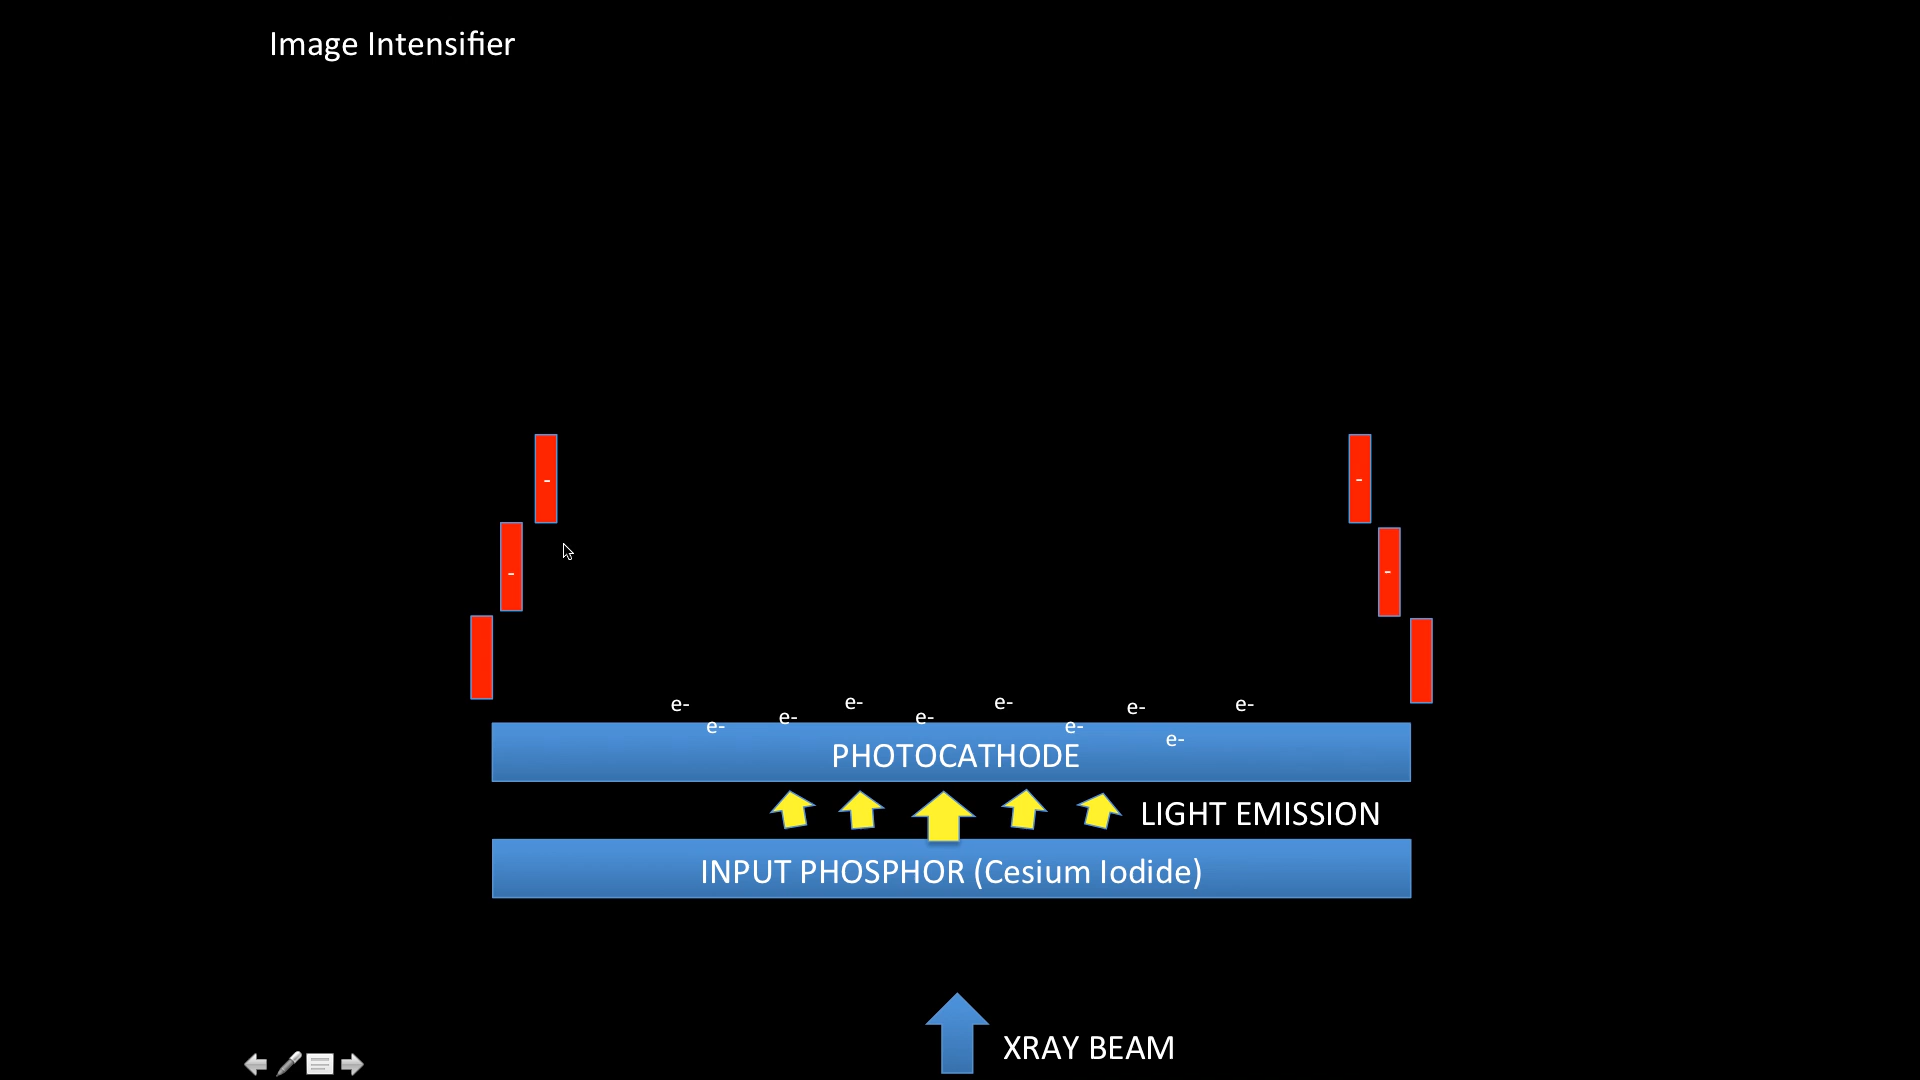 Image Intensifier
-
-
-
-
e-
e-
e-
e-
e-
e-
e-
e-
e-
e-
PHOTOCATHODE
LIGHT EMISSION
INPUT PHOSPHOR (Cesium Iodide)
XRAY BEAM